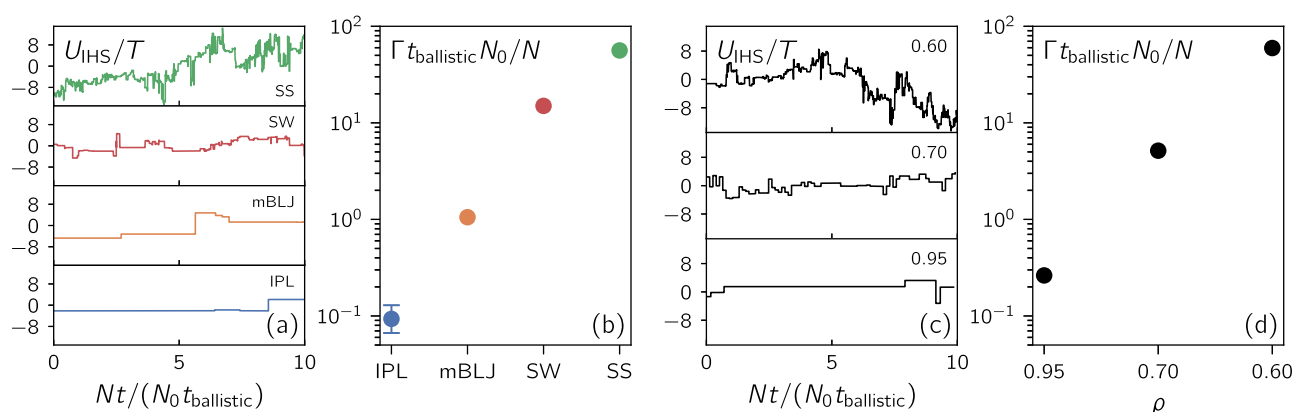 U_IHS/T
8
0
−8
SS
8
0
−8
SW
8
0
−8
mBLJ
8
0
−8
IPL
(a)
0 5 10
Nt/(N_0 t_ballistic)
Γ t_ballistic N_0/N
10^2
10^1
10^0
10^−1
(b)
IPL mBLJ SW SS
U_IHS/T
0.60
8
0
−8
0.70
8
0
−8
0.95
8
0
−8
(c)
0 5 10
Nt/(N_0 t_ballistic)
Γ t_ballistic N_0/N
10^2
10^1
10^0
10^−1
(d)
0.95 0.70 0.60
ρ